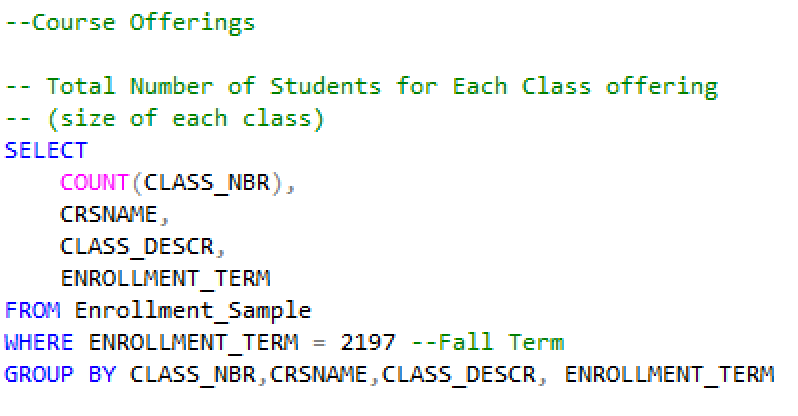 --Course Offerings
-- Total Number of Students for Each Class offering
-- (size of each class)
SELECT
COUNT(CLASS_NBR),
CRSNAME,
CLASS_DESCR,
ENROLLMENT_TERM
FROM Enrollment_Sample
WHERE ENROLLMENT_TERM = 2197 --Fall Term
GROUP BY CLASS_NBR,CRSNAME,CLASS_DESCR, ENROLLMENT_TERM